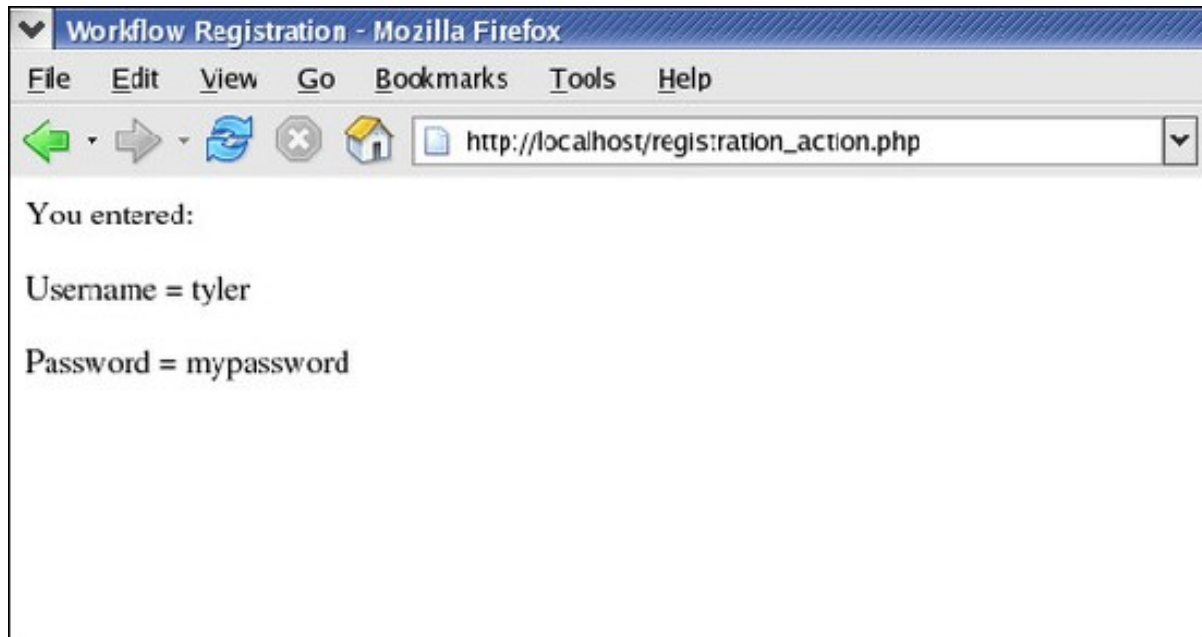 Workflow Registration - Mozilla Firefox
File Edit View Go Bookmarks Tools Help
http://localhost/registration_action.php
You entered:
Username = tyler
Password = mypassword